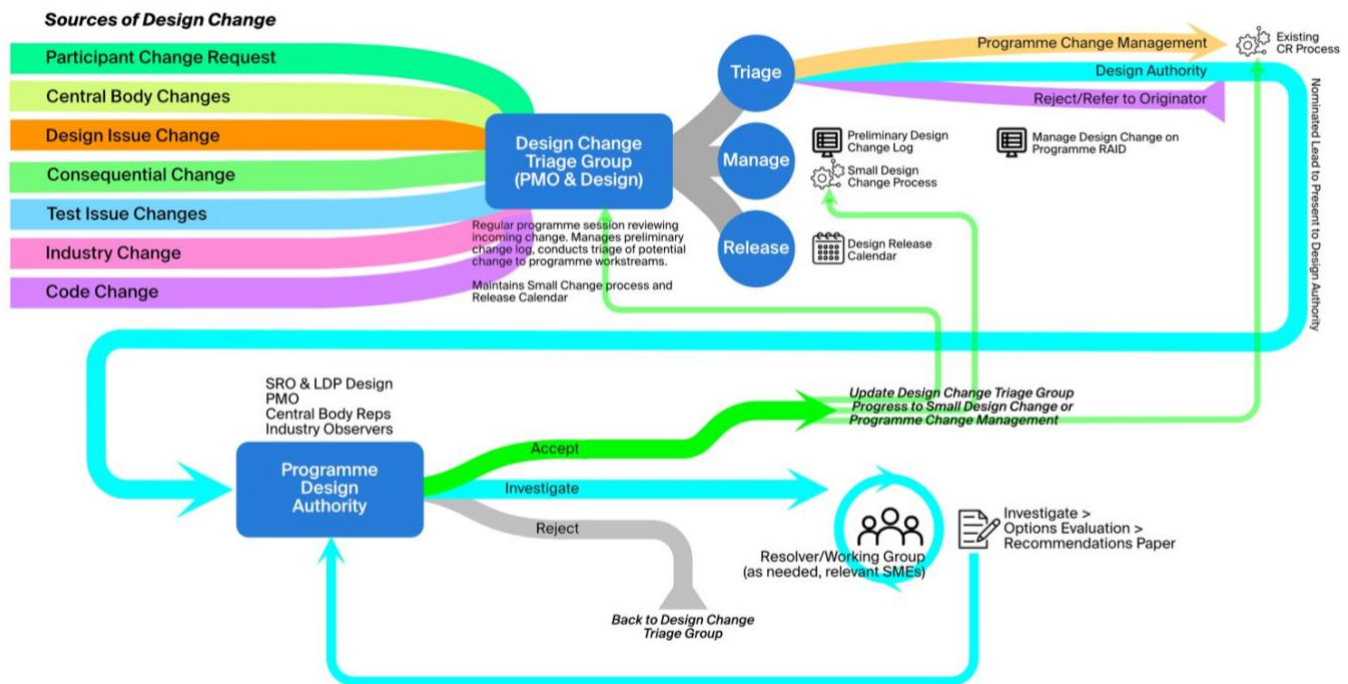 Sources of Design Change
Participant Change Request
Central Body Changes
Design Issue Change
Consequential Change
Test Issue Changes
Industry Change
Code Change
Design Change
Triage Group
(PMO & Design)
Regular programme session reviewing
incoming change. Manages preliminary
change log, conducts triage of potential
change to programme workstreams.
Maintains Small Change process and
Release Calendar
Triage
Manage
Release
Programme Change Management
Design Authority
Reject/Refer to Originator
Existing
CR Process
Preliminary Design
Change Log
Small Design
Change Process
Manage Design Change on
Programme RAID
Design Release
Calendar
Nominated Lead to Present to Design Authority
SRO & LDP Design
PMO
Central Body Reps
Industry Observers
Programme
Design
Authority
Accept
Investigate
Reject
Update Design Change Triage Group
Progress to Small Design Change or
Programme Change Management
Back to Design Change
Triage Group
Resolver/Working Group
(as needed, relevant SMEs)
Investigate >
Options Evaluation >
Recommendations Paper